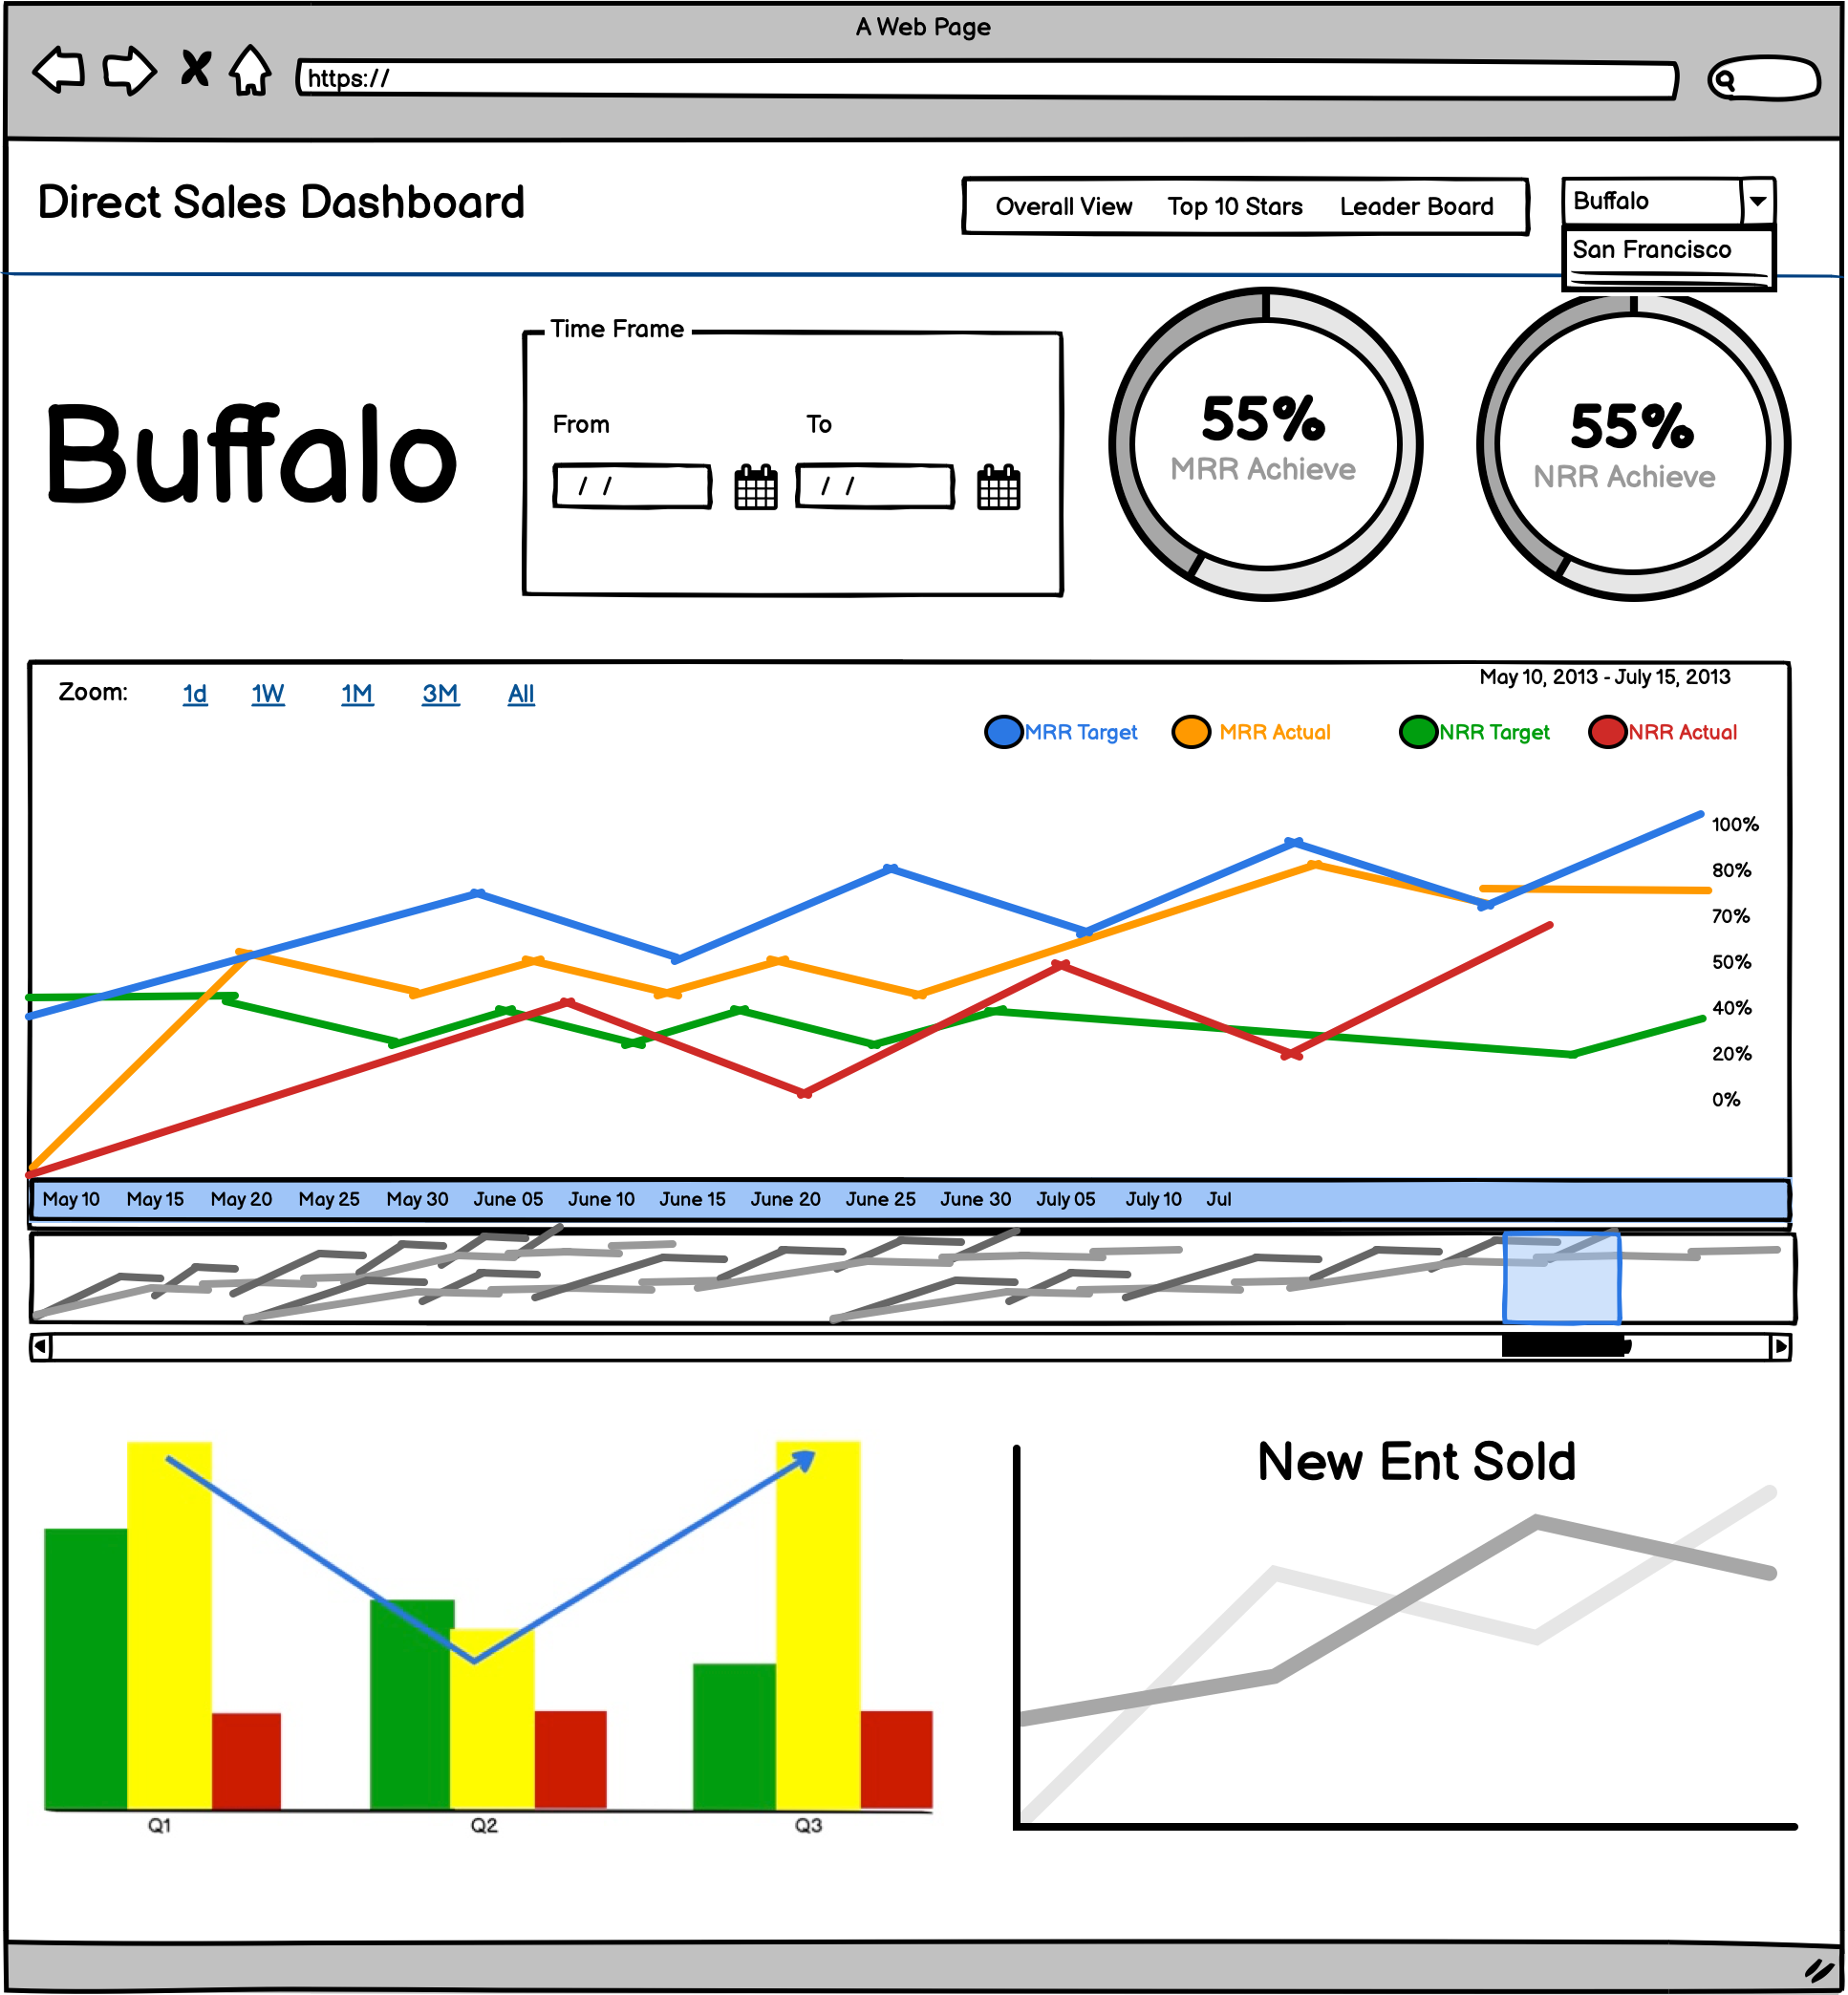 A Web Page
https://
Direct Sales Dashboard
Overall View Top 10 Stars Leader Board
Buffalo
San Francisco
Buffalo
Time Frame
From To
/ / / /
55%
MRR Achieve
55%
NRR Achieve
Zoom: 1d 1W 1M 3M All
May 10, 2013 - July 15, 2013
MRR Target MRR Actual NRR Target NRR Actual
100%
80%
70%
50%
40%
20%
0%
May 10 May 15 May 20 May 25 May 30 June 05 June 10 June 15 June 20 June 25 June 30 July 05 July 10 Jul
Q1 Q2 Q3
New Ent Sold